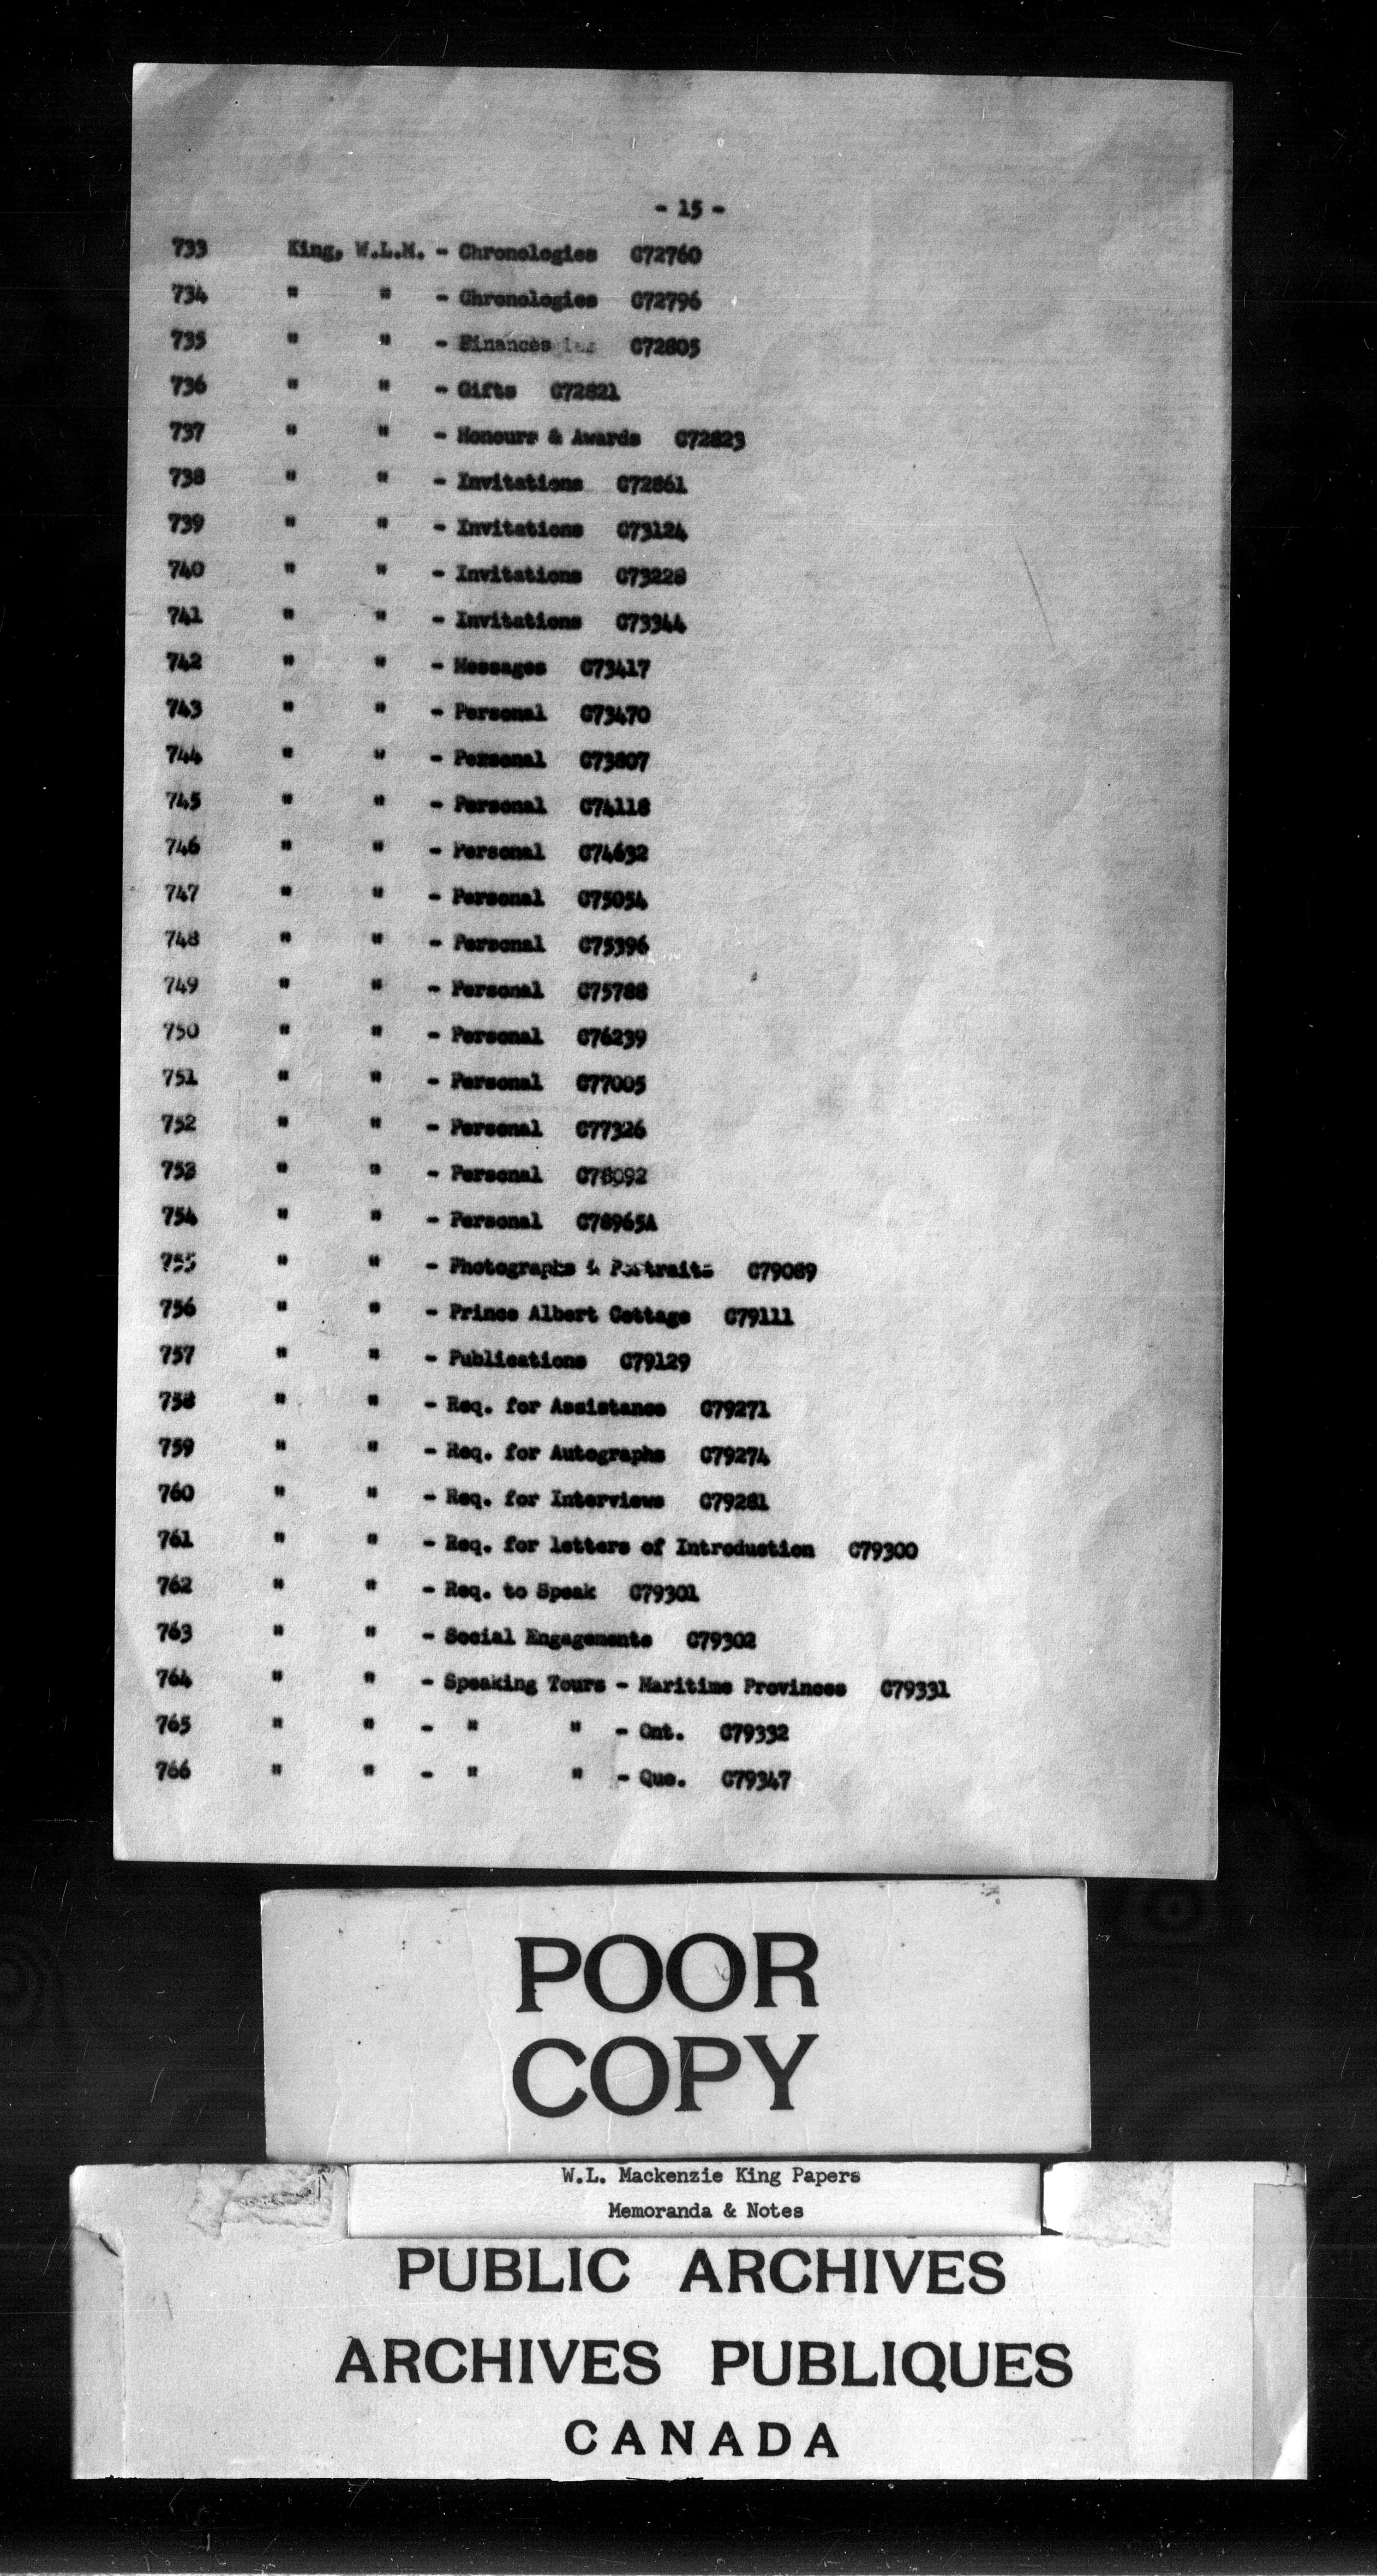 - 15 -
733 King, W.L.M. - Chronologies C72760
734 " " - Chronologies C72796
735 " " - Finances C72805
736 " " - Gifts C72821
737 " " - Honours & Awards C72823
738 " " - Invitations C72861
739 " " - Invitations C73124
740 " " - Invitations C73228
741 " " - Invitations C73344
742 " " - Messages C73417
743 " " - Personal C73470
744 " " - Personal C73807
745 " " - Personal C74118
746 " " - Personal C74632
747 " " - Personal C75054
748 " " - Personal C75396
749 " " - Personal C75788
750 " " - Personal C76239
751 " " - Personal C77005
752 " " - Personal C77326
753 " " - Personal C78092
754 " " - Personal C78965A
755 " " - Photographs & Portraits C79089
756 " " - Prince Albert Cottage C79111
757 " " - Publications C79129
758 " " - Req. for Assistance C79271
759 " " - Req. for Autographs C79274
760 " " - Req. for Interviews C79281
761 " " - Req. for letters of Introduction C79300
762 " " - Req. to Speak C79301
763 " " - Social Engagements C79302
764 " " - Speaking Tours - Maritime Provinces C79331
765 " " - " " - Ont. C79332
766 " " - " " - Que. C79347
POOR
COPY
W.L. Mackenzie King Papers
Memoranda & Notes
PUBLIC ARCHIVES
ARCHIVES PUBLIQUES
CANADA